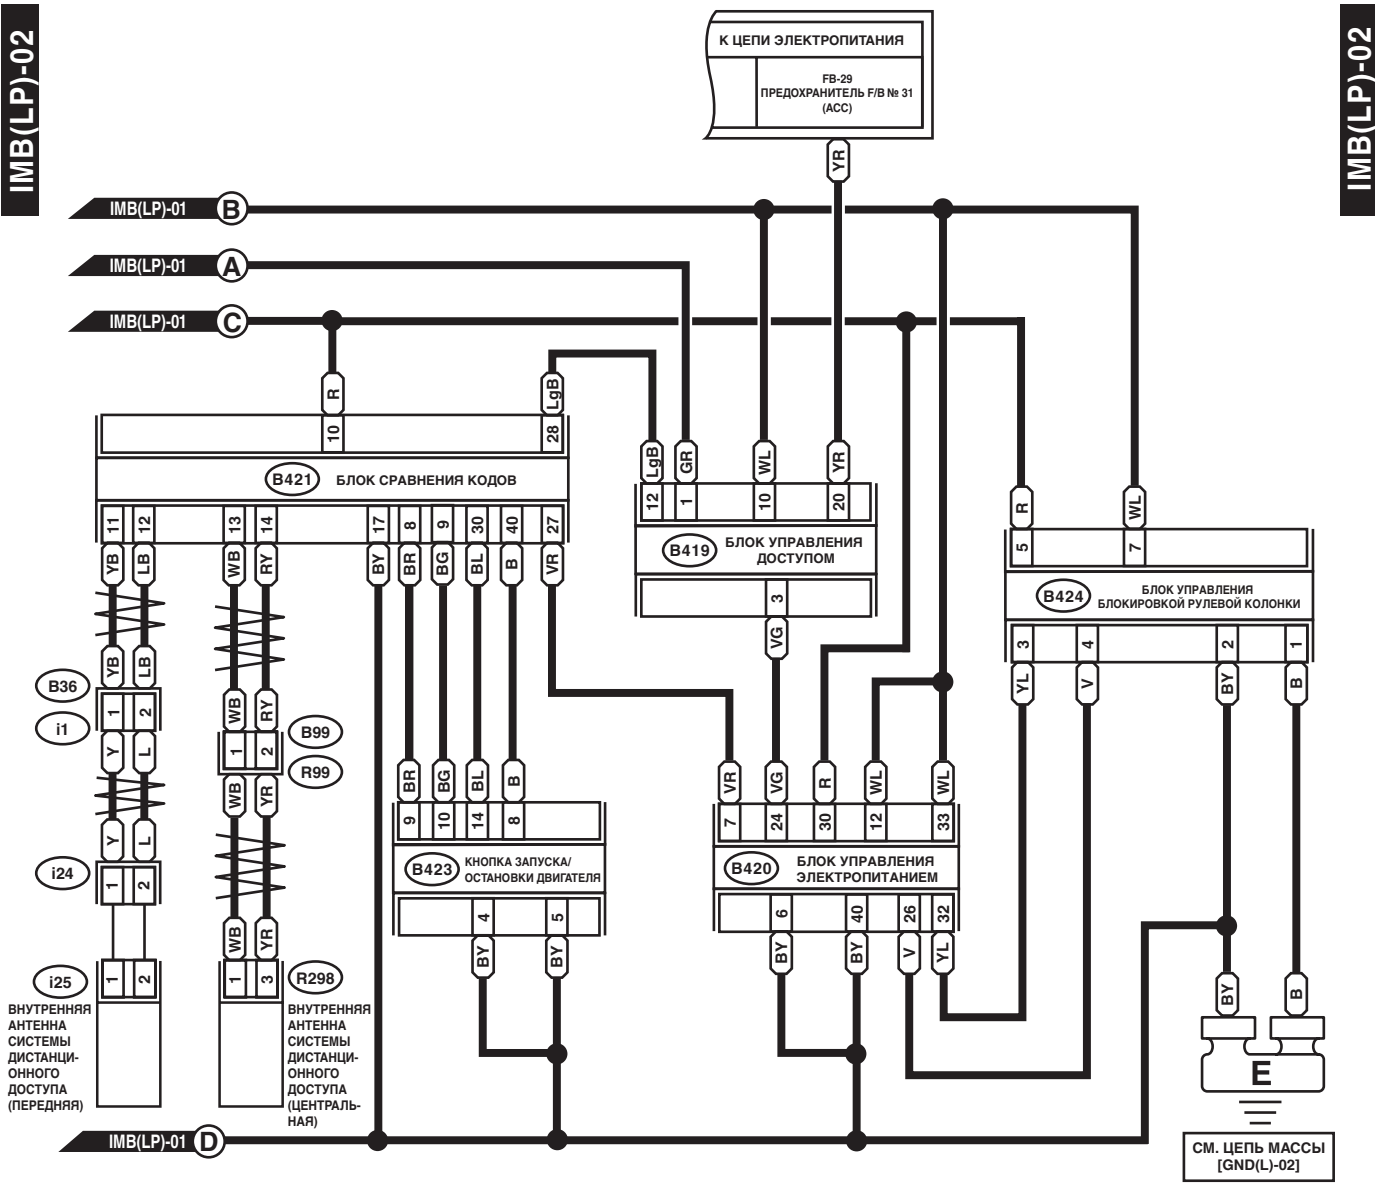 IMB(LP)-02
IMB(LP)-02
К ЦЕПИ ЭЛЕКТРОПИТАНИЯ
FB-29
ПРЕДОХРАНИТЕЛЬ F/B № 31
(ACC)
YR
IMB(LP)-01 B
IMB(LP)-01 A
IMB(LP)-01 C
R
LgB
10
28
B421 БЛОК СРАВНЕНИЯ КОДОВ
11 12 13 14 17 8 9 30 40 27
YB LB WB RY BY BR BG BL B VR
LgB GR WL YR
12 1 10 20
B419 БЛОК УПРАВЛЕНИЯ
ДОСТУПОМ
3
VG
R WL
5 7
B424 БЛОК УПРАВЛЕНИЯ
БЛОКИРОВКОЙ РУЛЕВОЙ КОЛОНКИ
3 4 2 1
YL V BY B
YB LB
B36
1 2
i1
Y L
WB RY
B99
1 2
R99
WB YR
Y L
i24
1 2
WB YR
BR BG BL B
9 10 14 8
B423 КНОПКА ЗАПУСКА/
ОСТАНОВКИ ДВИГАТЕЛЯ
4 5
BY BY
VR VG R WL WL
7 24 30 12 33
B420 БЛОК УПРАВЛЕНИЯ
ЭЛЕКТРОПИТАНИЕМ
6 40 26 32
BY BY V YL
i25
1 2
ВНУТРЕННЯЯ
АНТЕННА
СИСТЕМЫ
ДИСТАНЦИ-
ОННОГО
ДОСТУПА
(ПЕРЕДНЯЯ)
1 3
R298
ВНУТРЕННЯЯ
АНТЕННА
СИСТЕМЫ
ДИСТАНЦИ-
ОННОГО
ДОСТУПА
(ЦЕНТРАЛЬ-
НАЯ)
BY B
E
IMB(LP)-01 D
СМ. ЦЕПЬ МАССЫ
[GND(L)-02]